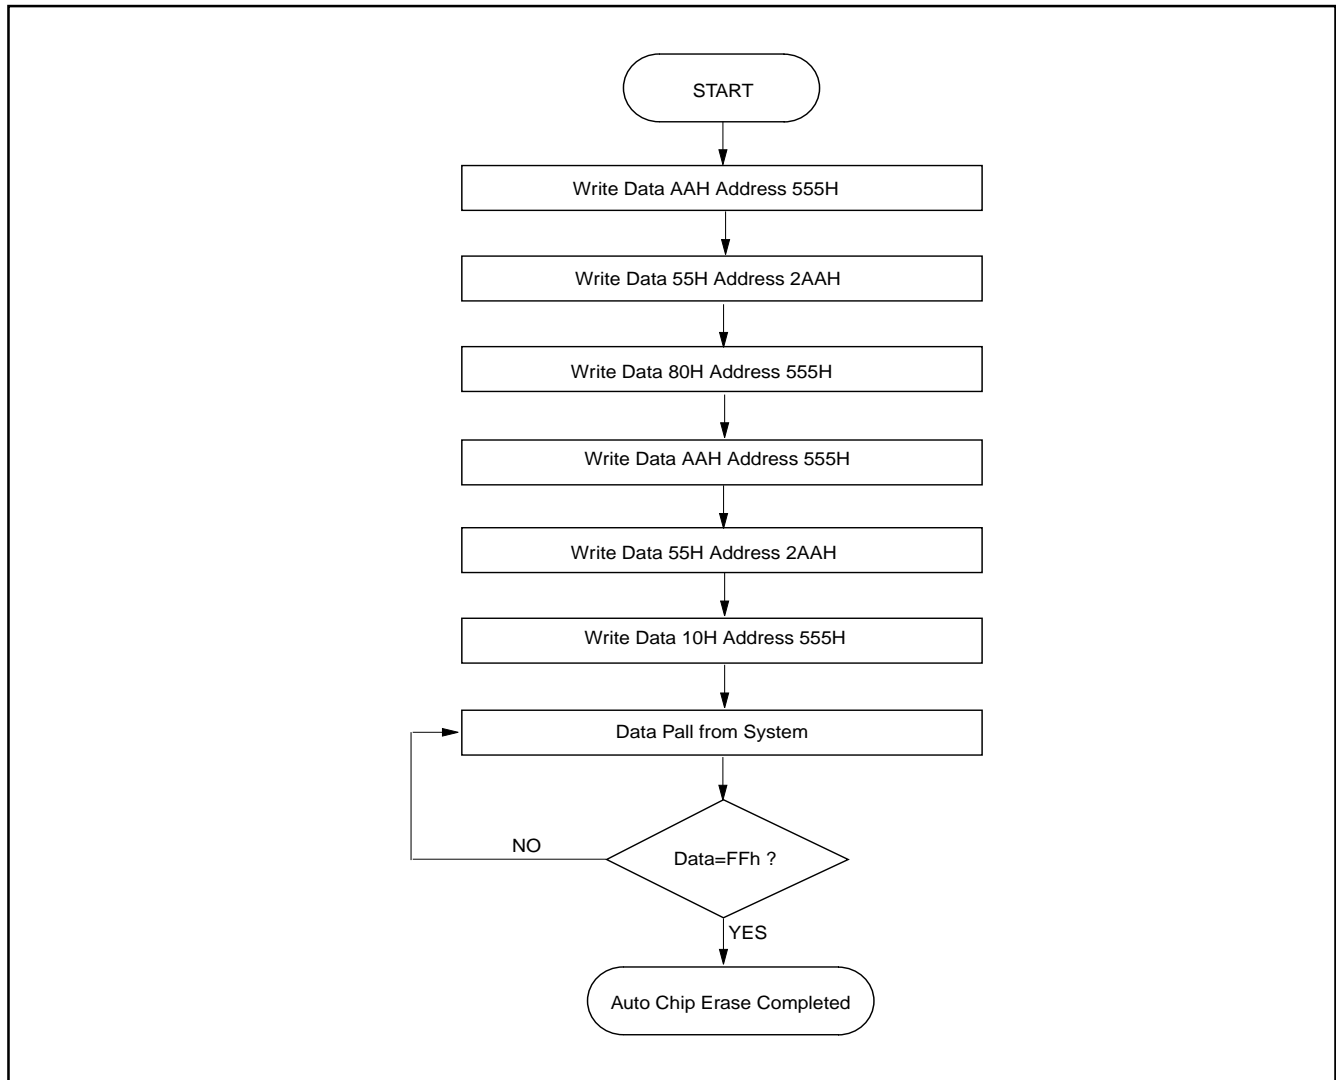 START
Write Data AAH Address 555H
Write Data 55H Address 2AAH
Write Data 80H Address 555H
Write Data AAH Address 555H
Write Data 55H Address 2AAH
Write Data 10H Address 555H
Data Pall from System
NO
Data=FFh ?
YES
Auto Chip Erase Completed